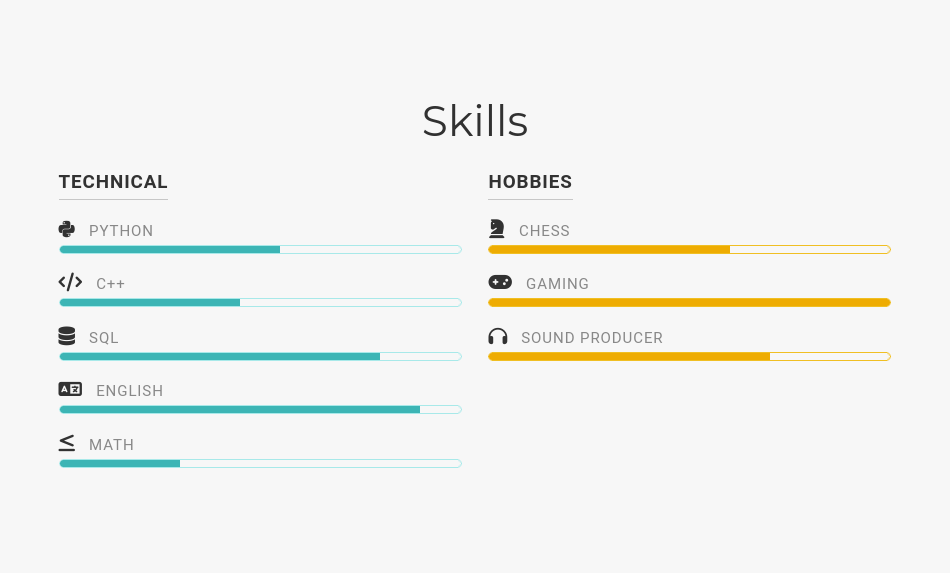 Skills
TECHNICAL
PYTHON
C++
SQL
ENGLISH
MATH
HOBBIES
CHESS
GAMING
SOUND PRODUCER